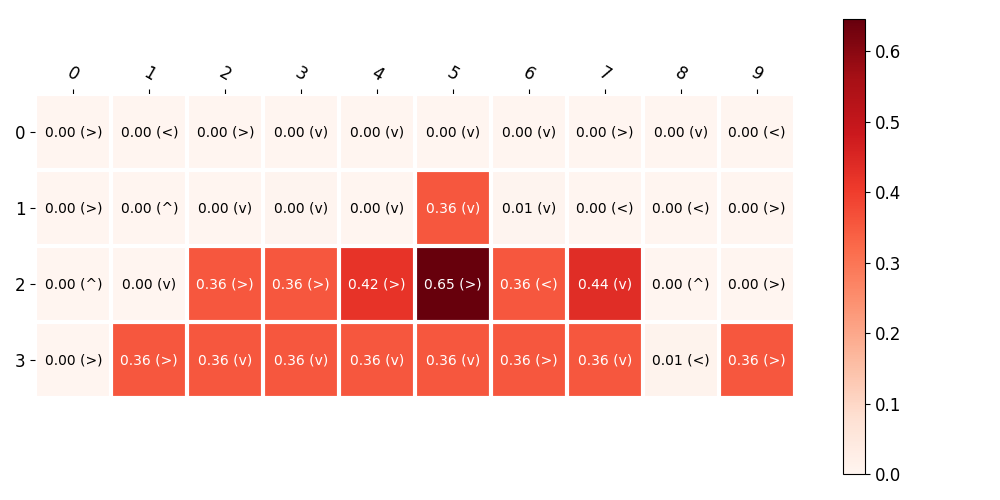 0 1 2 3 4 5 6 7 8 9
0 0.00 (>) 0.00 (<) 0.00 (>) 0.00 (v) 0.00 (v) 0.00 (v) 0.00 (v) 0.00 (>) 0.00 (v) 0.00 (<)
1 0.00 (>) 0.00 (^) 0.00 (v) 0.00 (v) 0.00 (v) 0.36 (v) 0.01 (v) 0.00 (<) 0.00 (<) 0.00 (>)
2 0.00 (^) 0.00 (v) 0.36 (>) 0.36 (>) 0.42 (>) 0.65 (>) 0.36 (<) 0.44 (v) 0.00 (^) 0.00 (>)
3 0.00 (>) 0.36 (>) 0.36 (v) 0.36 (v) 0.36 (v) 0.36 (v) 0.36 (>) 0.36 (v) 0.01 (<) 0.36 (>)
0.6
0.5
0.4
0.3
0.2
0.1
0.0